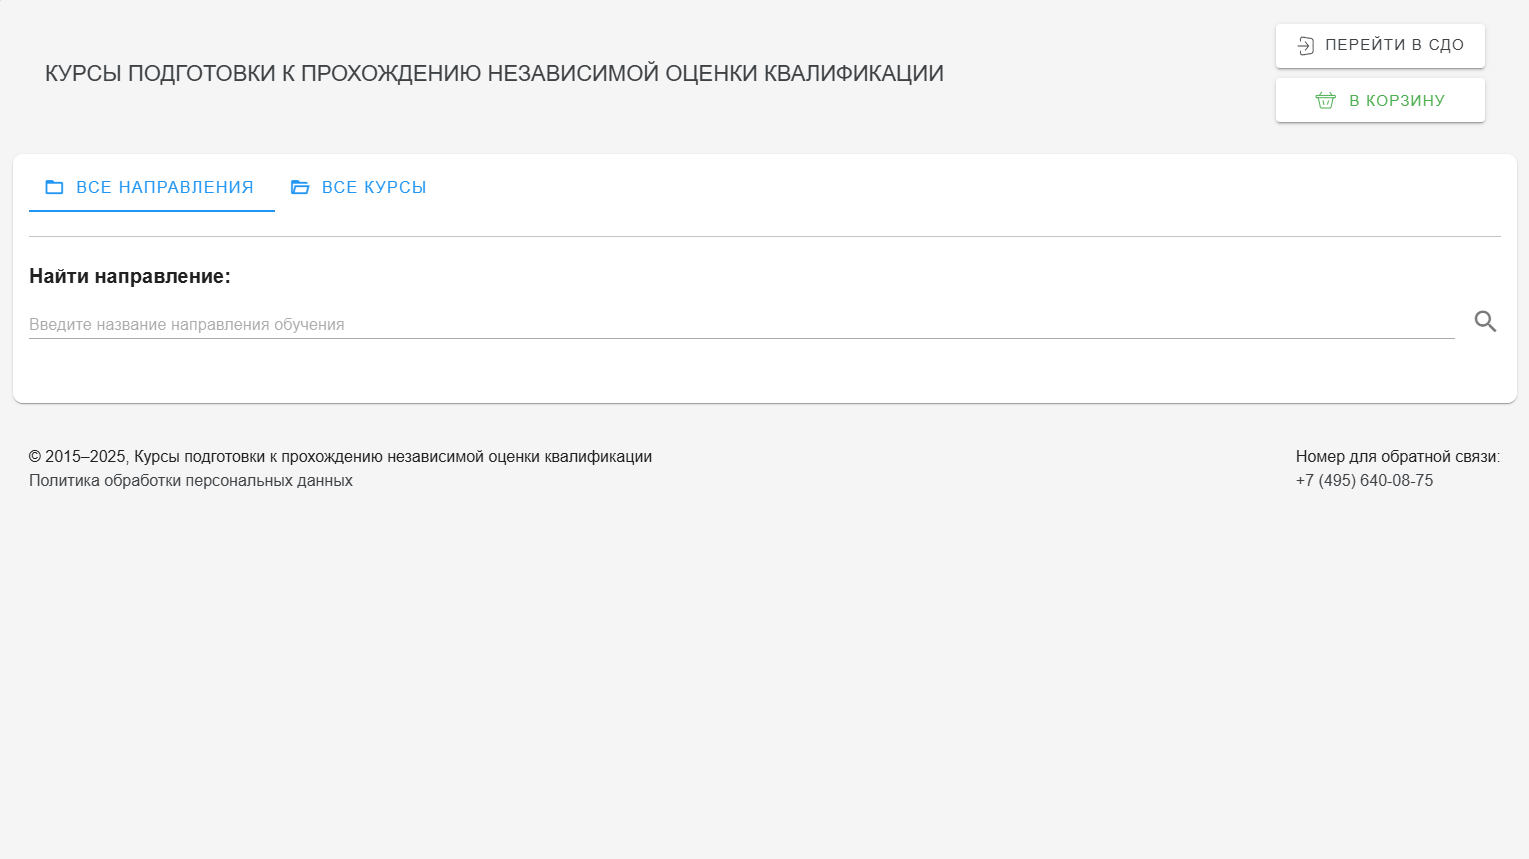 КУРСЫ ПОДГОТОВКИ К ПРОХОЖДЕНИЮ НЕЗАВИСИМОЙ ОЦЕНКИ КВАЛИФИКАЦИИ
ПЕРЕЙТИ В СДО
В КОРЗИНУ
ВСЕ НАПРАВЛЕНИЯ
ВСЕ КУРСЫ
Найти направление:
Введите название направления обучения
© 2015–2025, Курсы подготовки к прохождению независимой оценки квалификации
Политика обработки персональных данных
Номер для обратной связи:
+7 (495) 640-08-75